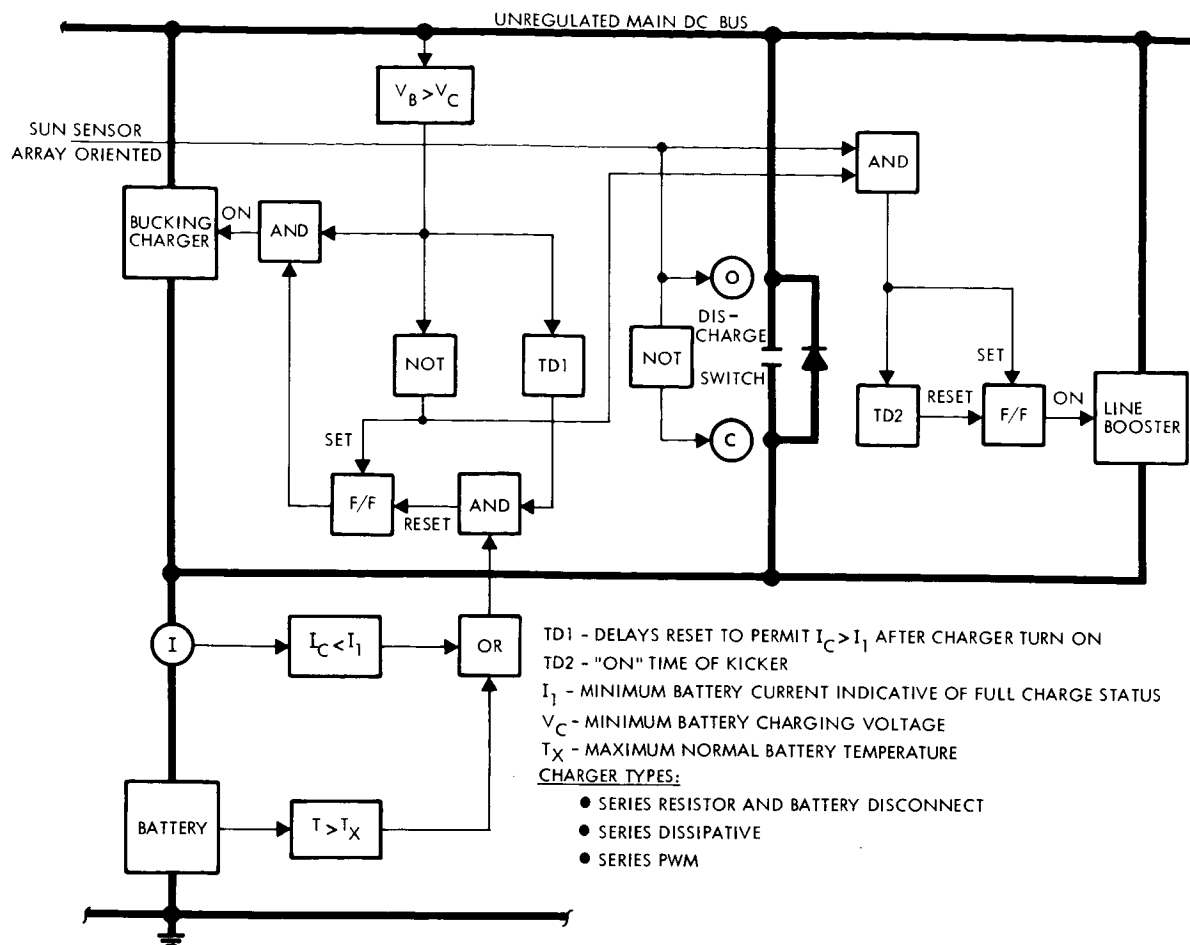 UNREGULATED MAIN DC BUS
V_B > V_C
SUN SENSOR
ARRAY ORIENTED
AND
BUCKING
CHARGER
ON
AND
O
DIS-
CHARGE
SWITCH
NOT
TD1
NOT
C
SET
TD2
RESET
F/F
ON
LINE
BOOSTER
SET
F/F
RESET
AND
I
I_C < I_1
OR
BATTERY
T > T_X
TD1 - DELAYS RESET TO PERMIT I_C > I_1 AFTER CHARGER TURN ON
TD2 - "ON" TIME OF KICKER
I_1 - MINIMUM BATTERY CURRENT INDICATIVE OF FULL CHARGE STATUS
V_C - MINIMUM BATTERY CHARGING VOLTAGE
T_X - MAXIMUM NORMAL BATTERY TEMPERATURE
CHARGER TYPES:
● SERIES RESISTOR AND BATTERY DISCONNECT
● SERIES DISSIPATIVE
● SERIES PWM